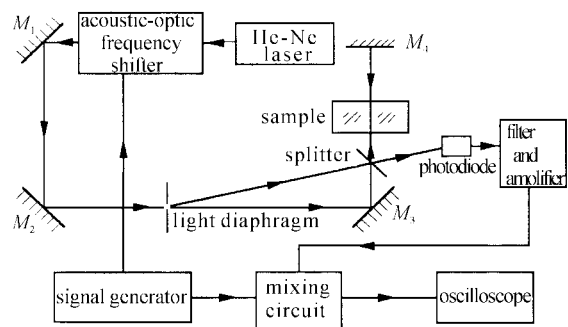 M₁
acoustic-optic
frequency
shifter
He-Ne
laser
M₄
sample
splitter
photodiode
filter
and
amolifier
M₂
light diaphragm
M₃
signal generator
mixing
circuit
oscilloscope